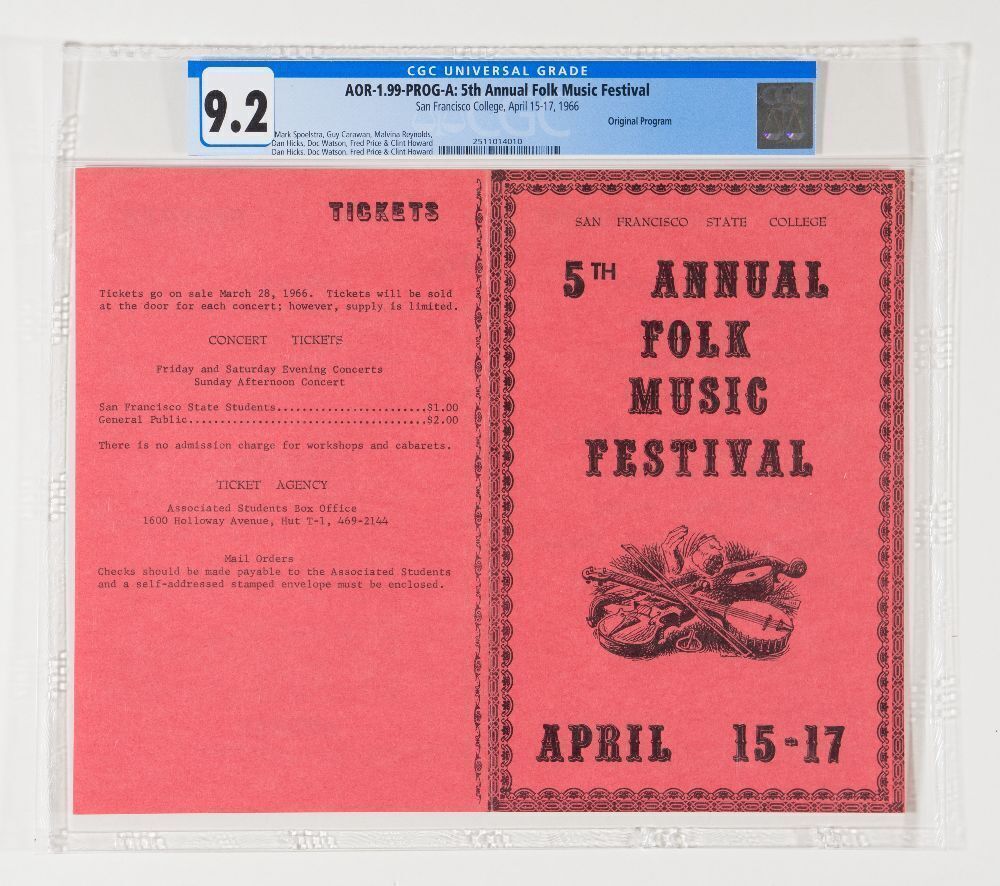 CGC UNIVERSAL GRADE
9.2
AOR-1.99-PROG-A: 5th Annual Folk Music Festival
San Francisco College, April 15-17, 1966
Original Program
Mark Spoelstra, Guy Carawan, Malvina Reynolds,
Dan Hicks, Doc Watson, Fred Price & Clint Howard
Dan Hicks, Doc Watson, Fred Price & Clint Howard
2511014010
CGC
TICKETS
Tickets go on sale March 28, 1966. Tickets will be sold
at the door for each concert; however, supply is limited.
CONCERT TICKETS
Friday and Saturday Evening Concerts
Sunday Afternoon Concert
San Francisco State Students........................$1.00
General Public......................................$2.00
There is no admission charge for workshops and cabarets.
TICKET AGENCY
Associated Students Box Office
1600 Holloway Avenue, Hut T-1, 469-2144
Mail Orders
Checks should be made payable to the Associated Students
and a self-addressed stamped envelope must be enclosed.
SAN FRANCISCO STATE COLLEGE
5TH ANNUAL
FOLK
MUSIC
FESTIVAL
APRIL 15-17